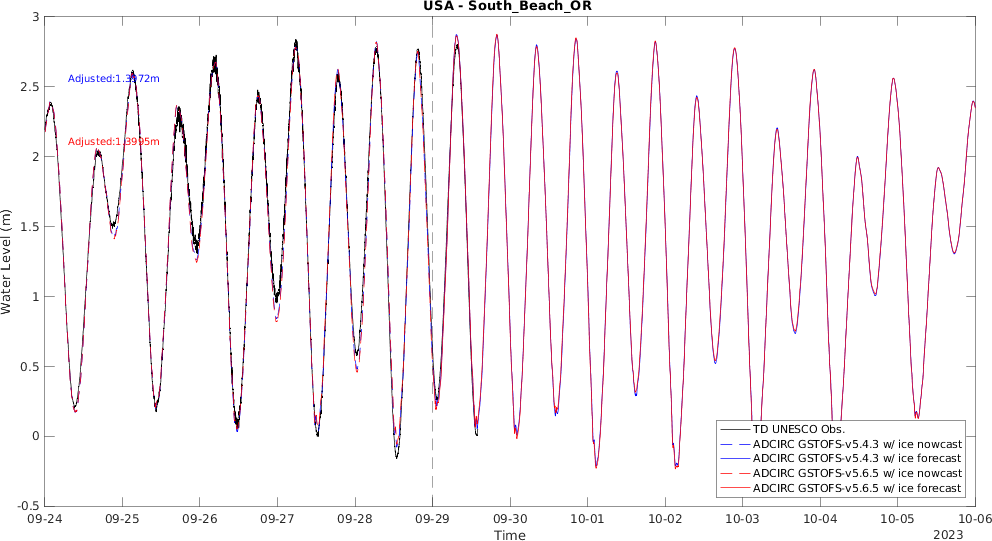 USA - South_Beach_OR
Adjusted:1.3972m
Adjusted:1.3995m
Water Level (m)
3
2.5
2
1.5
1
0.5
0
-0.5
TD UNESCO Obs.
ADCIRC GSTOFS-v5.4.3 w/ ice nowcast
ADCIRC GSTOFS-v5.4.3 w/ ice forecast
ADCIRC GSTOFS-v5.6.5 w/ ice nowcast
ADCIRC GSTOFS-v5.6.5 w/ ice forecast
09-24 09-25 09-26 09-27 09-28 09-29 09-30 10-01 10-02 10-03 10-04 10-05 10-06
Time
2023